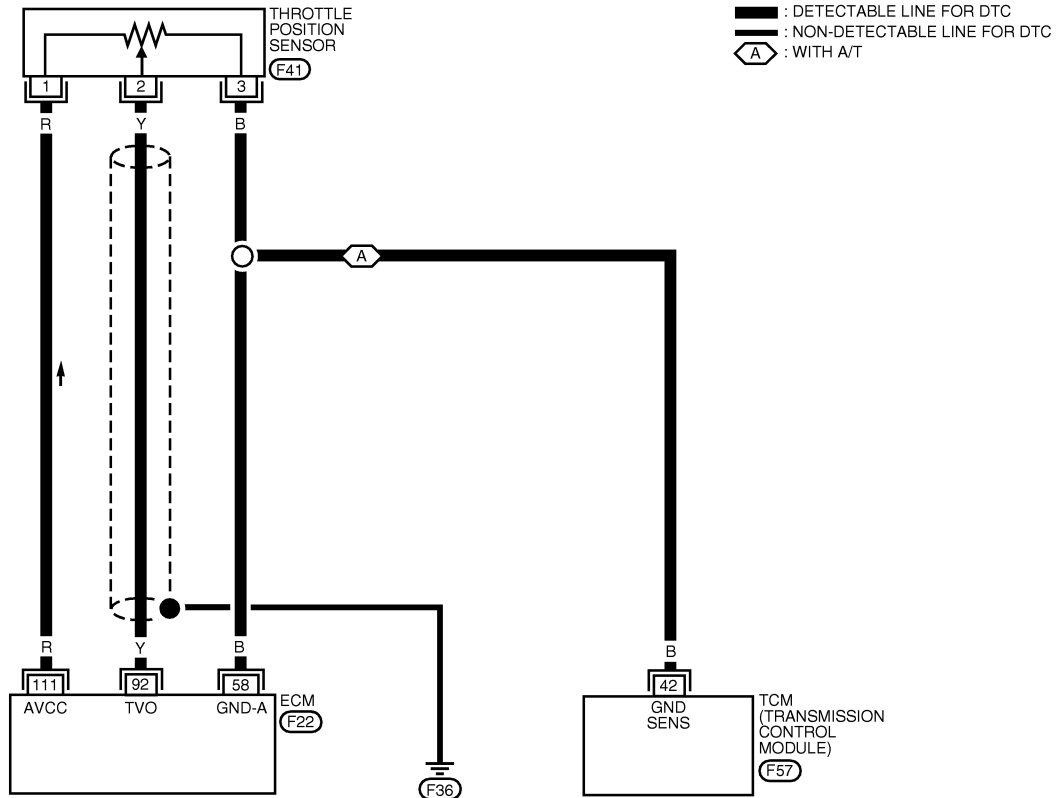 THROTTLE
POSITION
SENSOR
F41
: DETECTABLE LINE FOR DTC
: NON-DETECTABLE LINE FOR DTC
A : WITH A/T
1 2 3
R Y B
A
R Y B
B
111 92 58
AVCC TVO GND-A
ECM
F22
42
GND
SENS
TCM
(TRANSMISSION
CONTROL
MODULE)
F57
F36